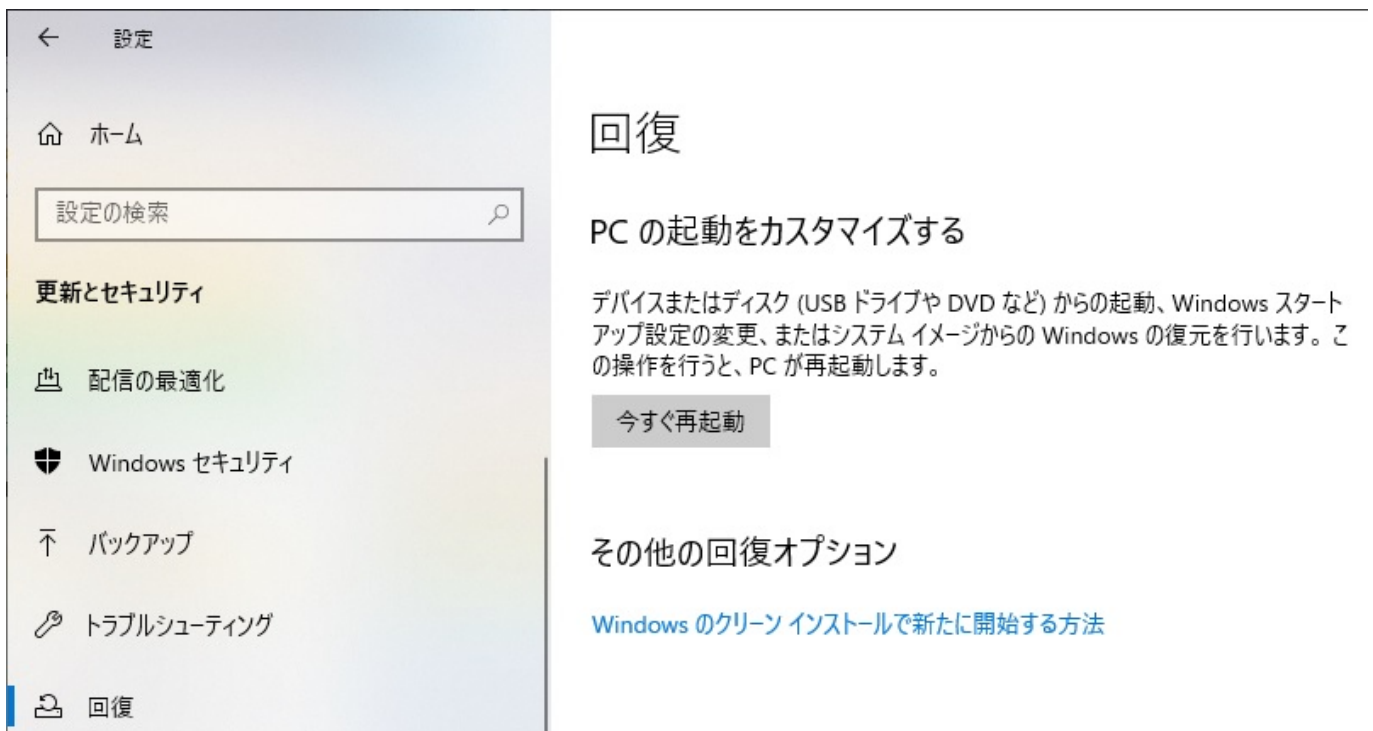 設定
ホーム
設定の検索
更新とセキュリティ
配信の最適化
Windows セキュリティ
バックアップ
トラブルシューティング
回復
回復
PC の起動をカスタマイズする
デバイスまたはディスク (USB ドライブや DVD など) からの起動、Windows スタート
アップ設定の変更、またはシステム イメージからの Windows の復元を行います。こ
の操作を行うと、PC が再起動します。
今すぐ再起動
その他の回復オプション
Windows のクリーン インストールで新たに開始する方法